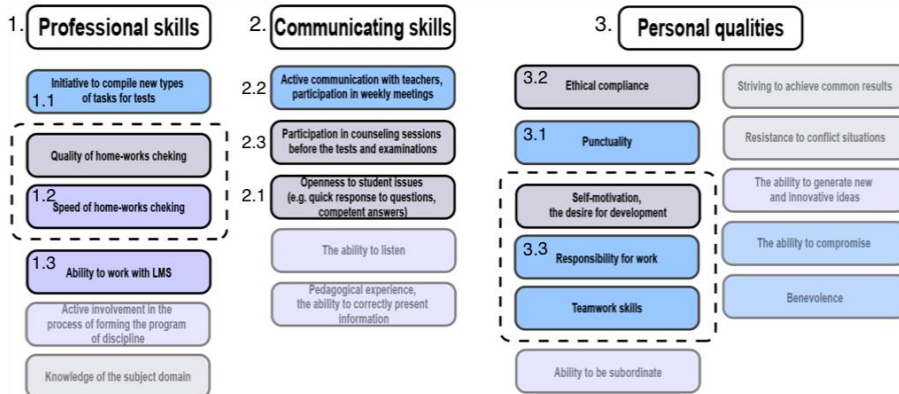 1. Professional skills
1.1
Initiative to compile new types
of tasks for tests
Quality of home-works cheking
1.2
Speed of home-works cheking
1.3
Ability to work with LMS
Active involvement in the
process of forming the program
of discipline
Knowledge of the subject domain
2. Communicating skills
2.2
Active communication with teachers,
participation in weekly meetings
2.3
Participation in counseling sessions
before the tests and examinations
2.1
Openness to student issues
(e.g. quick response to questions,
competent answers)
The ability to listen
Pedagogical experience,
the ability to correctly present
information
3. Personal qualities
3.2
Ethical compliance
3.1
Punctuality
Self-motivation,
the desire for development
3.3
Responsibility for work
Teamwork skills
Ability to be subordinate
Striving to achieve common results
Resistance to conflict situations
The ability to generate new
and innovative ideas
The ability to compromise
Benevolence